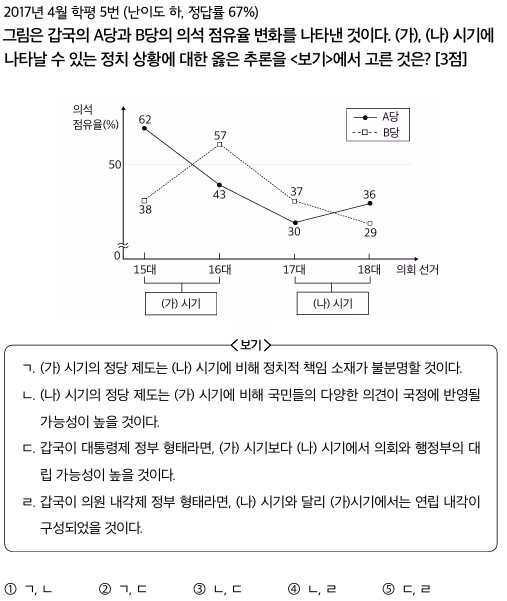 2017년 4월 학평 5번 (난이도 하, 정답률 67%)
그림은 갑국의 A당과 B당의 의석 점유율 변화를 나타낸 것이다. (가), (나) 시기에
나타날 수 있는 정치 상황에 대한 옳은 추론을 <보기>에서 고른 것은? [3점]
의석
점유율(%)
A당
B당
62
57
50
38
43
37
30
36
29
0
15대 16대 17대 18대 의회 선거
(가) 시기 (나) 시기
<보기>
ㄱ. (가) 시기의 정당 제도는 (나) 시기에 비해 정치적 책임 소재가 불분명할 것이다.
ㄴ. (나) 시기의 정당 제도는 (가) 시기에 비해 국민들의 다양한 의견이 국정에 반영될
가능성이 높을 것이다.
ㄷ. 갑국이 대통령제 정부 형태라면, (가) 시기보다 (나) 시기에서 의회와 행정부의 대
립 가능성이 높을 것이다.
ㄹ. 갑국이 의원 내각제 정부 형태라면, (나) 시기와 달리 (가)시기에서는 연립 내각이
구성되었을 것이다.
① ㄱ, ㄴ ② ㄱ, ㄷ ③ ㄴ, ㄷ ④ ㄴ, ㄹ ⑤ ㄷ, ㄹ